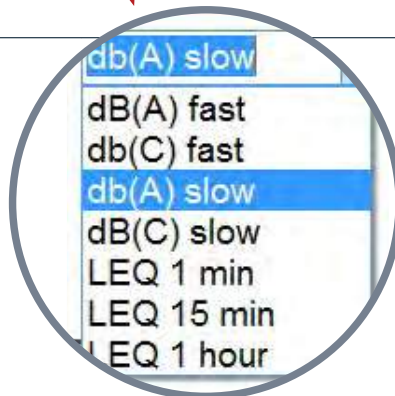 db(A) slow
dB(A) fast
db(C) fast
db(A) slow
dB(C) slow
LEQ 1 min
LEQ 15 min
LEQ 1 hour